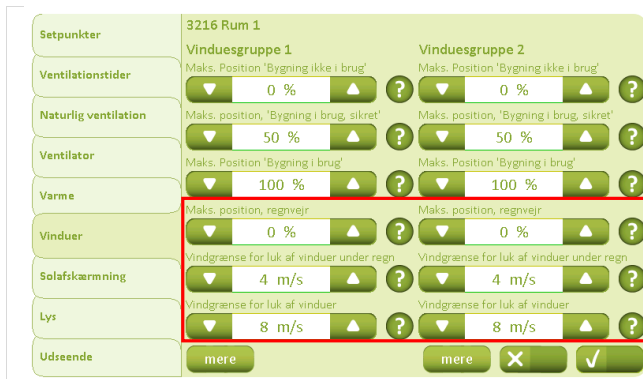 Setpunkter
Ventilationstider
Naturlig ventilation
Ventilator
Varme
Vinduer
Solafskærmning
Lys
Udseende
3216 Rum 1
Vinduesgruppe 1 Vinduesgruppe 2
Maks. Position 'Bygning ikke i brug' Maks. Position 'Bygning ikke i brug'
0 % ? 0 % ?
Maks. position, 'Bygning i brug, sikret' Maks. position, 'Bygning i brug, sikret'
50 % ? 50 % ?
Maks. Position 'Bygning i brug' Maks. Position 'Bygning i brug'
100 % ? 100 % ?
Maks. position, regnvejr Maks. position, regnvejr
0 % ? 0 % ?
Vindgrænse for luk af vinduer under regn Vindgrænse for luk af vinduer under regn
4 m/s ? 4 m/s ?
Vindgrænse for luk af vinduer Vindgrænse for luk af vinduer
8 m/s ? 8 m/s ?
mere mere